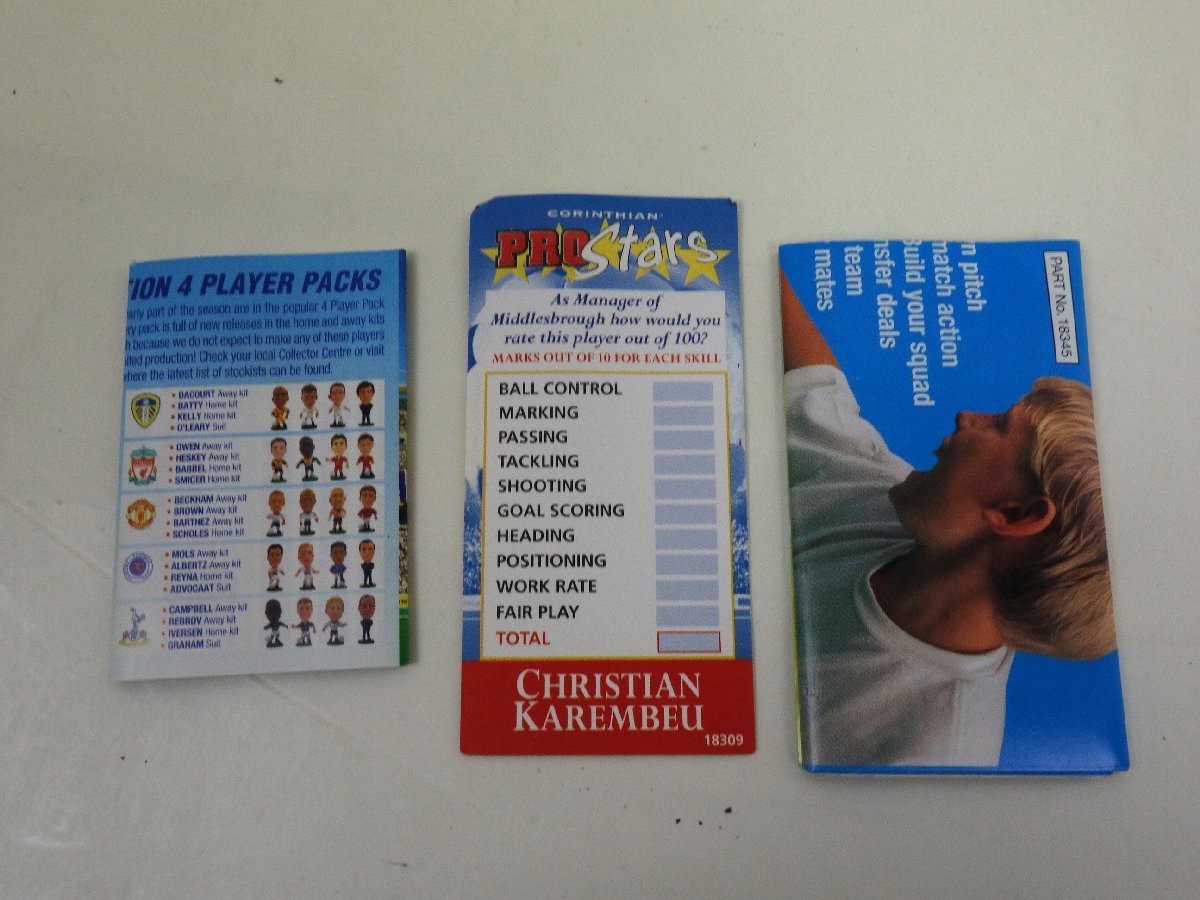 ION 4 PLAYER PACKS
early part of the season are in the popular 4 Player Pack
ry pack is full of new releases in the home and away kits
h because we do not expect to make any of these players
ited production! Check your local Collector Centre or visit
where the latest list of stockists can be found.
• DACOURT Away kit
• BATTY Home kit
• KELLY Home kit
• O'LEARY Suit
• OWEN Away kit
• HESKEY Away kit
• BABBEL Home kit
• SMICER Home kit
• BECKHAM Away kit
• BROWN Away kit
• BARTHEZ Away kit
• SCHOLES Home kit
• MOLS Away kit
• ALBERTZ Away kit
• REYNA Home kit
• ADVOCAAT Suit
• CAMPBELL Away kit
• REBROV Away kit
• IVERSEN Home kit
• GRAHAM Suit
CORINTHIAN
PROStars
As Manager of
Middlesbrough how would you
rate this player out of 100?
MARKS OUT OF 10 FOR EACH SKILL
BALL CONTROL
MARKING
PASSING
TACKLING
SHOOTING
GOAL SCORING
HEADING
POSITIONING
WORK RATE
FAIR PLAY
TOTAL
CHRISTIAN
KAREMBEU
18309
PART No. 18345
n pitch
match action
Build your squad
nsfer deals
team
mates